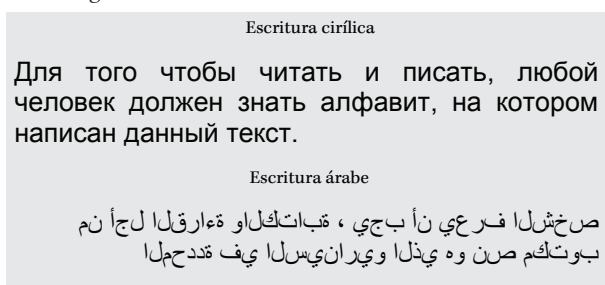 Escritura cirílica
Для того чтобы читать и писать, любой
человек должен знать алфавит, на котором
написан данный текст.
Escritura árabe
نم لجأ ةءارقلا ةباتكلاو ، بجي نأ فرعي صخشلا
ةددحملا يف ويرانيسلا يذلا وه صن بوتكم